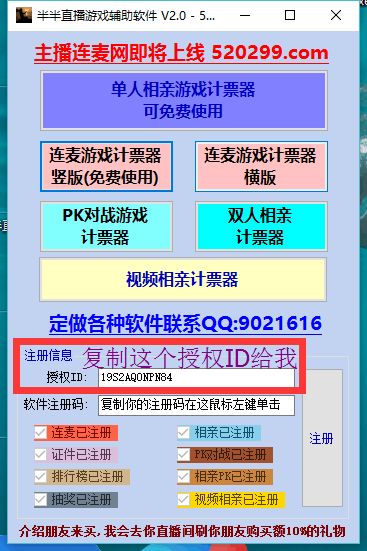 半半直播游戏辅助软件 V2.0 - 5...
主播连麦网即将上线 520299.com
单人相亲游戏计票器
可免费使用
连麦游戏计票器
竖版(免费使用)
连麦游戏计票器
横版
PK对战游戏
计票器
双人相亲
计票器
视频相亲计票器
定做各种软件联系QQ:9021616
注册信息
复制这个授权ID给我
授权ID: 19S2AQ0NPN84
软件注册码: 复制你的注册码在这鼠标左键单击
注册
连麦已注册
相亲已注册
证件已注册
PK对战已注册
排行榜已注册
相亲PK已注册
抽奖已注册
视频相亲已注册
介绍朋友来买,我会去你直播间刷你朋友购买额10%的礼物